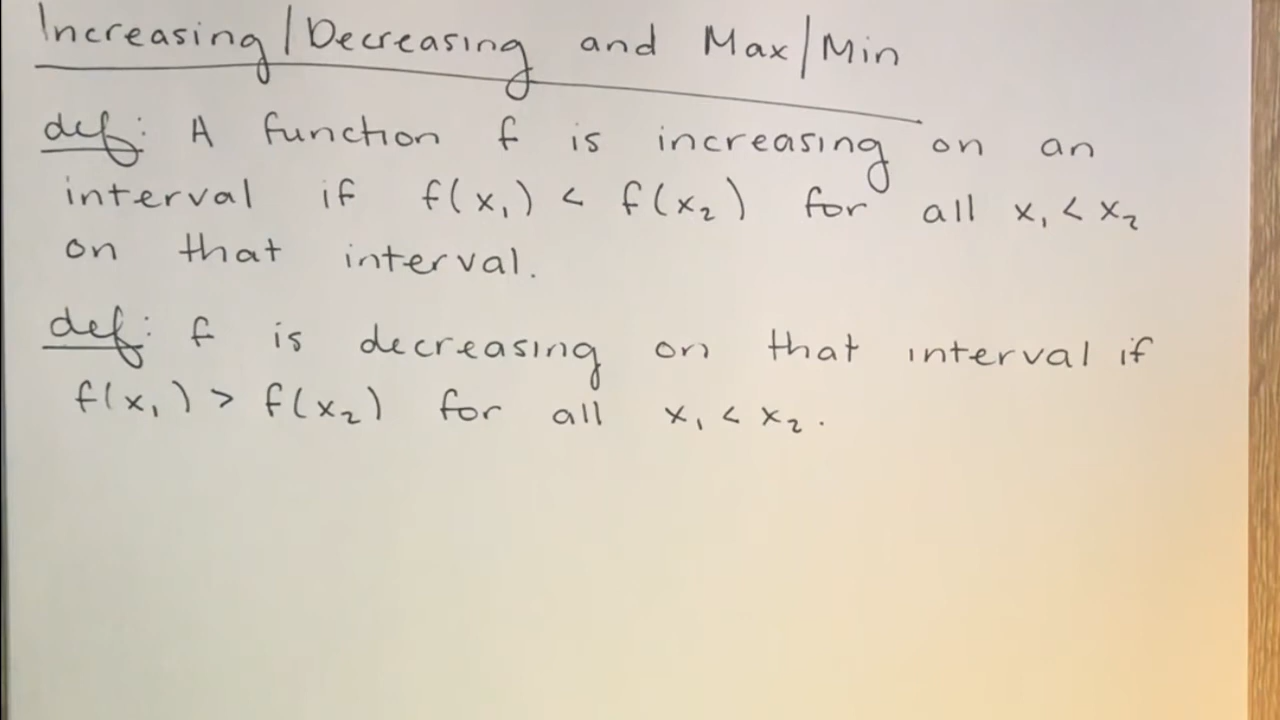 Increasing/Decreasing and Max/Min
def: A function f is increasing on an
interval if f(x₁) < f(x₂) for all x₁ < x₂
on that interval.
def: f is decreasing on that interval if
f(x₁) > f(x₂) for all x₁ < x₂.